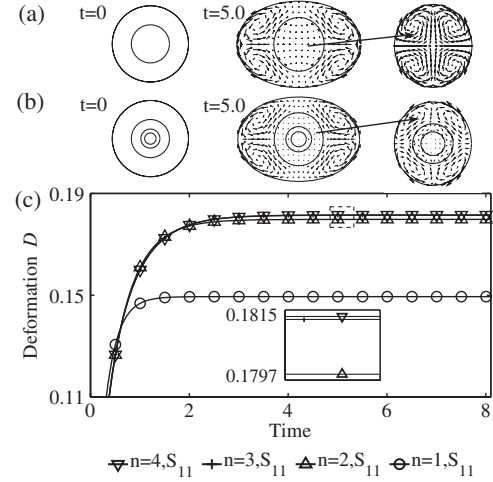 (a) t=0 t=5.0
(b) t=0 t=5.0
(c)
0.19
0.15
0.11
Deformation D
0.1815
0.1797
0 2 4 6 8
Time
n=4,S11 n=3,S11 n=2,S11 n=1,S11